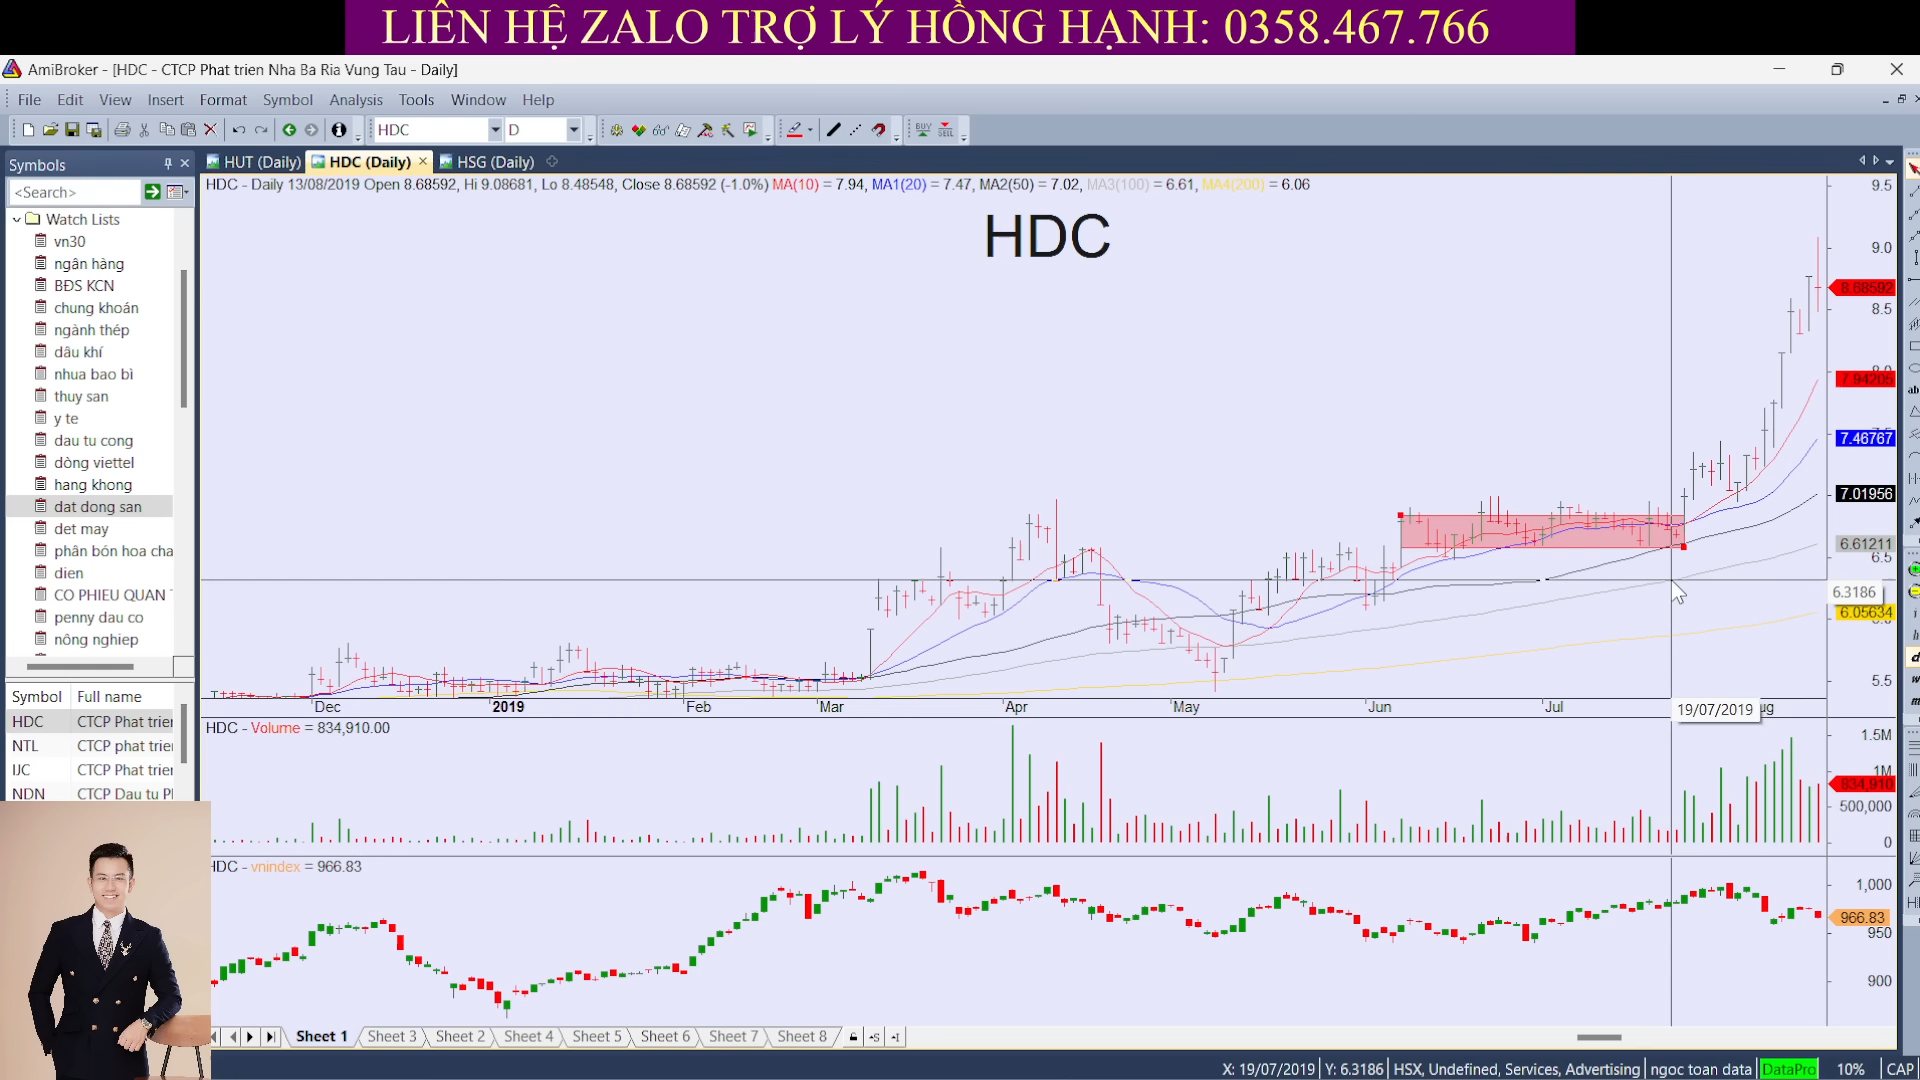 LIÊN HỆ ZALO TRỢ LÝ HỒNG HẠNH: 0358.467.766
AmiBroker - [HDC - CTCP Phat trien Nha Ba Ria Vung Tau - Daily]
File Edit View Insert Format Symbol Analysis Tools Window Help
HDC D BUY SELL
Symbols
HUT (Daily) HDC (Daily) HSG (Daily)
<Search>
HDC - Daily 13/08/2019 Open 8.68592, Hi 9.08681, Lo 8.48548, Close 8.68592 (-1.0%) MA(10) = 7.94, MA1(20) = 7.47, MA2(50) = 7.02, MA3(100) = 6.61, MA4(200) = 6.06
HDC
Watch Lists
vn30
ngân hàng
BĐS KCN
chung khoán
ngành thép
dâu khí
nhua bao bì
thuy san
y te
dau tu cong
dòng viettel
hang khong
dat dong san
det may
phân bón hoa cha
dien
CO PHIEU QUAN
penny dau co
nông nghiep
9.5
9.0
8.68592
8.5
7.94205
7.46767
7.01956
6.61211
6.5
6.3186
6.05634
5.5
Dec 2019 Feb Mar Apr May Jun Jul 19/07/2019 ug
Symbol Full name
HDC CTCP Phat trien
NTL CTCP phat trien
IJC CTCP Phat trien
NDN CTCP Dau tu Pl
HDC - Volume = 834,910.00
1.5M
1M
834,910
500,000
0
HDC - vnindex = 966.83
1,000
966.83
950
900
Sheet 1 Sheet 3 Sheet 2 Sheet 4 Sheet 5 Sheet 6 Sheet 7 Sheet 8
X: 19/07/2019 Y: 6.3186 HSX, Undefined, Services, Advertising ngoc toan data DataPro 10% CAP